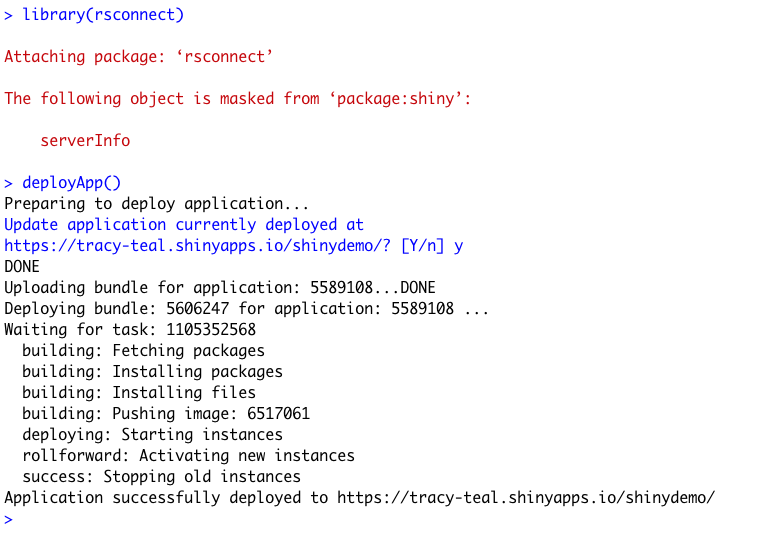 > library(rsconnect)
Attaching package: ‘rsconnect’
The following object is masked from ‘package:shiny’:
    serverInfo
> deployApp()
Preparing to deploy application...
Update application currently deployed at
https://tracy-teal.shinyapps.io/shinydemo/? [Y/n] y
DONE
Uploading bundle for application: 5589108...DONE
Deploying bundle: 5606247 for application: 5589108 ...
Waiting for task: 1105352568
  building: Fetching packages
  building: Installing packages
  building: Installing files
  building: Pushing image: 6517061
  deploying: Starting instances
  rollforward: Activating new instances
  success: Stopping old instances
Application successfully deployed to https://tracy-teal.shinyapps.io/shinydemo/
>